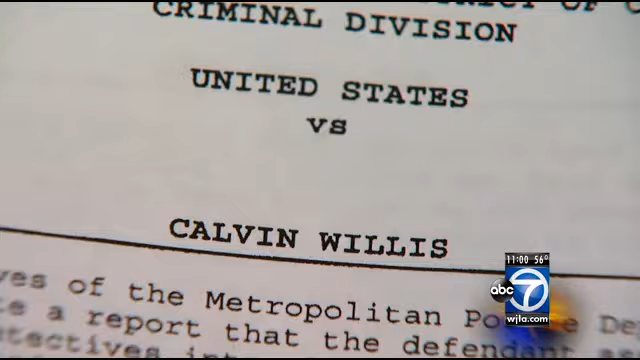 CRIMINAL DIVISION
UNITED STATES
vs
CALVIN WILLIS
of the Metropolitan
a report that the defendant
11:00 56°
abc 7
wjla.com